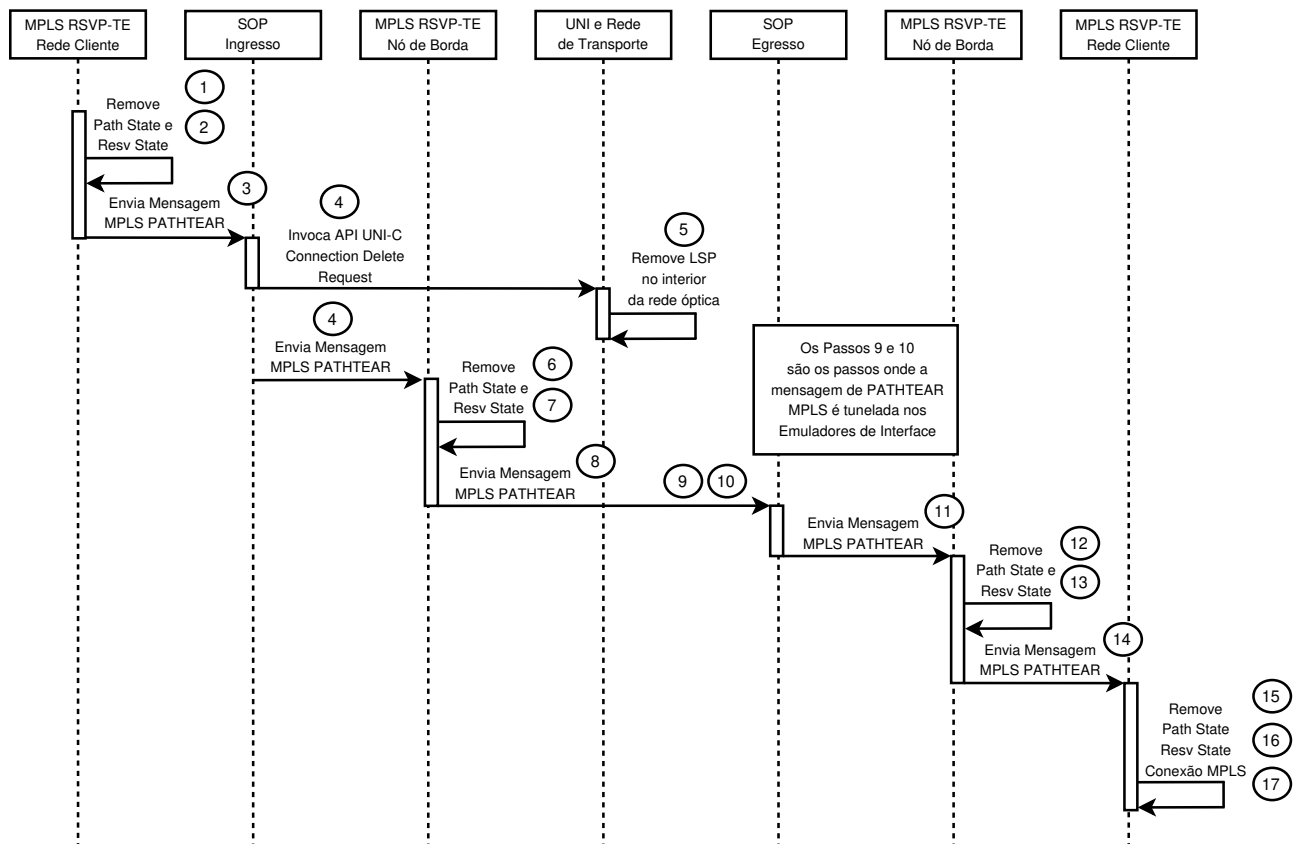 MPLS RSVP-TE
Rede Cliente
SOP
Ingresso
MPLS RSVP-TE
Nó de Borda
UNI e Rede
de Transporte
SOP
Egresso
MPLS RSVP-TE
Nó de Borda
MPLS RSVP-TE
Rede Cliente
1
Remove
Path State e
Resv State
2
3
Envia Mensagem
MPLS PATHTEAR
4
Invoca API UNI-C
Connection Delete
Request
5
Remove LSP
no interior
da rede óptica
4
Envia Mensagem
MPLS PATHTEAR
6
Remove
Path State e
Resv State
7
Os Passos 9 e 10
são os passos onde a
mensagem de PATHTEAR
MPLS é tunelada nos
Emuladores de Interface
8
Envia Mensagem
MPLS PATHTEAR
9
10
11
Envia Mensagem
MPLS PATHTEAR
12
Remove
Path State e
Resv State
13
14
Envia Mensagem
MPLS PATHTEAR
15
Remove
Path State
Resv State
Conexão MPLS
16
17